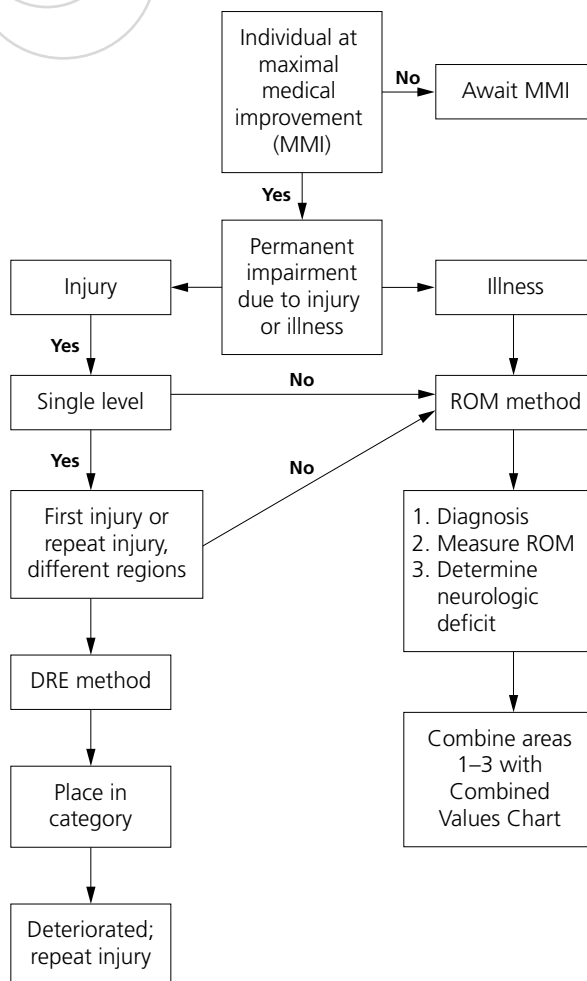 Individual at
maximal
medical
improvement
(MMI)
No
Await MMI
Yes
Permanent
impairment
due to injury
or illness
Injury
Illness
Yes
Single level
No
ROM method
Yes
No
First injury or
repeat injury,
different regions
1. Diagnosis
2. Measure ROM
3. Determine
neurologic
deficit
DRE method
Combine areas
1–3 with
Combined
Values Chart
Place in
category
Deteriorated;
repeat injury